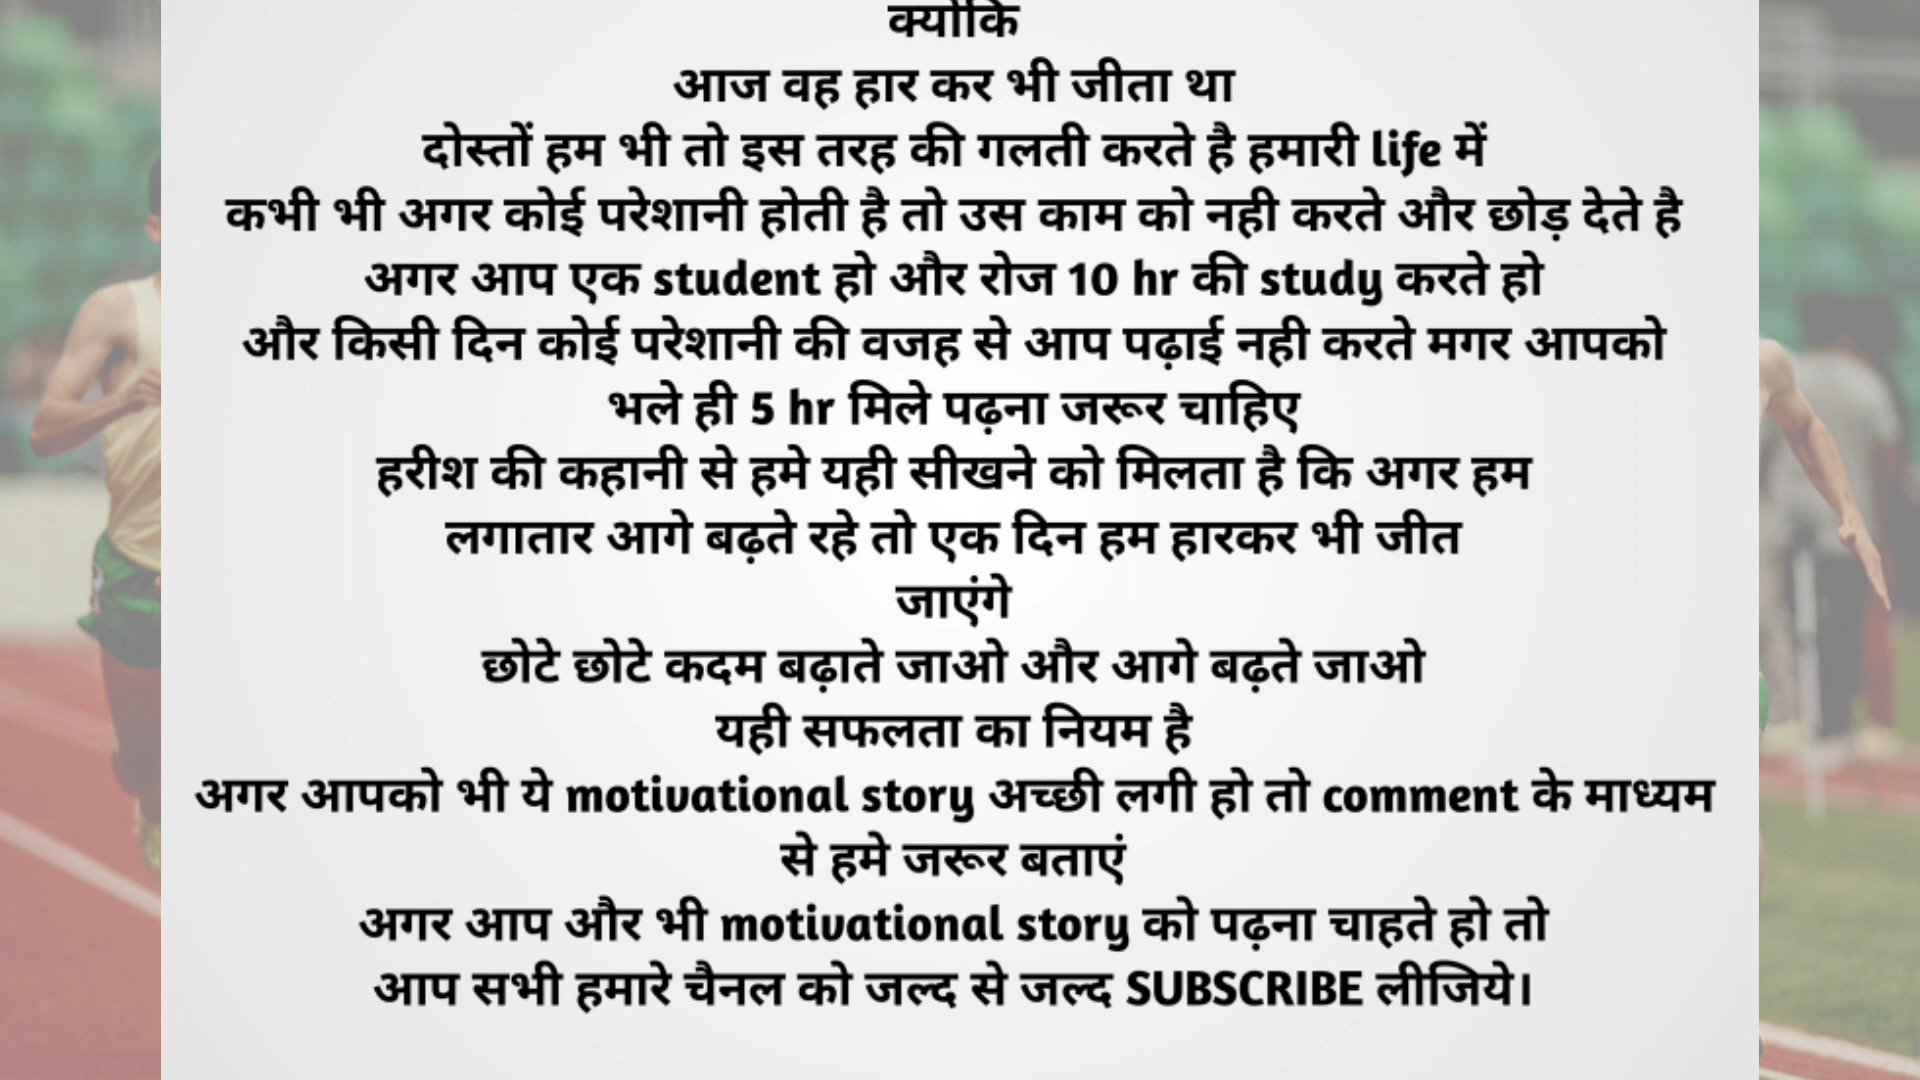 क्योंकि
आज वह हार कर भी जीता था
दोस्तों हम भी तो इस तरह की गलती करते है हमारी life में
कभी भी अगर कोई परेशानी होती है तो उस काम को नही करते और छोड़ देते है
अगर आप एक student हो और रोज 10 hr की study करते हो
और किसी दिन कोई परेशानी की वजह से आप पढ़ाई नही करते मगर आपको
भले ही 5 hr मिले पढ़ना जरूर चाहिए
हरीश की कहानी से हमे यही सीखने को मिलता है कि अगर हम
लगातार आगे बढ़ते रहे तो एक दिन हम हारकर भी जीत
जाएंगे
छोटे छोटे कदम बढ़ाते जाओ और आगे बढ़ते जाओ
यही सफलता का नियम है
अगर आपको भी ये motivational story अच्छी लगी हो तो comment के माध्यम
से हमे जरूर बताएं
अगर आप और भी motivational story को पढ़ना चाहते हो तो
आप सभी हमारे चैनल को जल्द से जल्द SUBSCRIBE लीजिये।